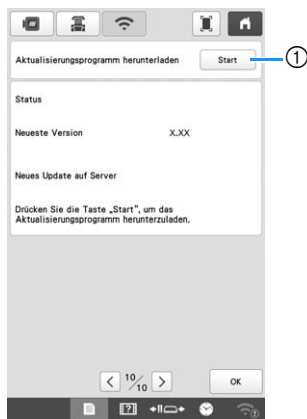 Aktualisierungsprogramm herunterladen Start ①
Status
Neueste Version X.XX
Neues Update auf Server
Drücken Sie die Taste „Start", um das
Aktualisierungsprogramm herunterzuladen.
< 10/10 > OK